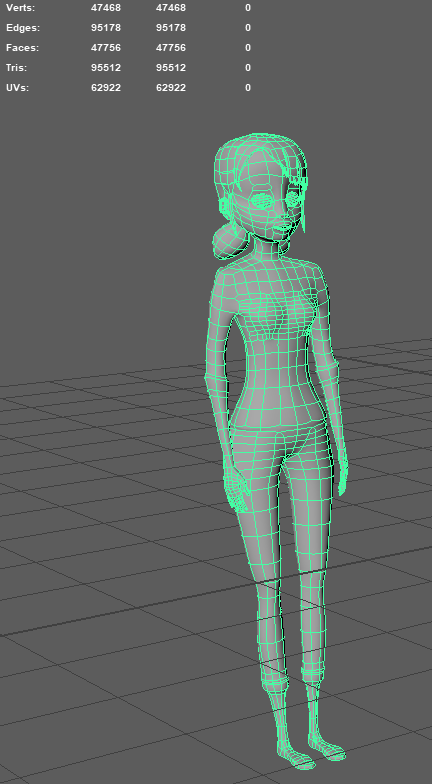 Verts: 47468 47468 0
Edges: 95178 95178 0
Faces: 47756 47756 0
Tris: 95512 95512 0
UVs: 62922 62922 0